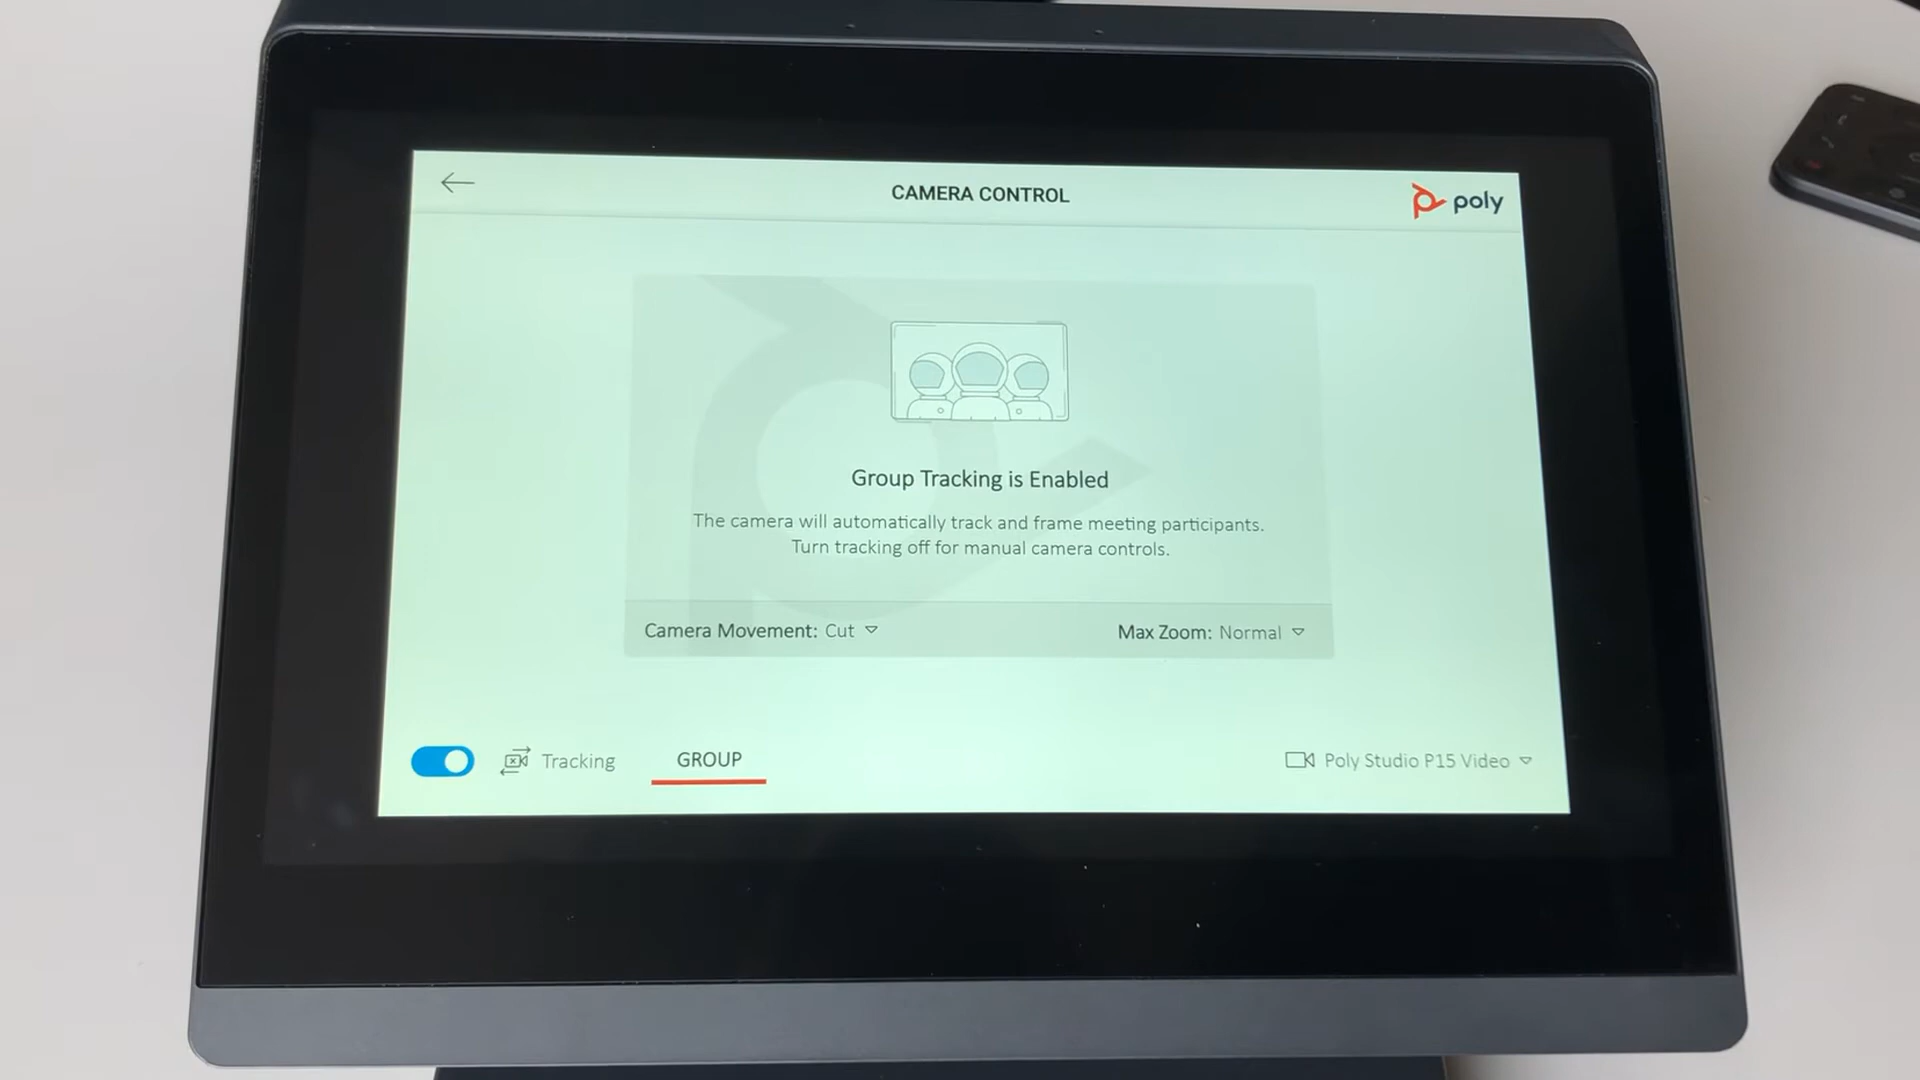 CAMERA CONTROL
poly
Group Tracking is Enabled
The camera will automatically track and frame meeting participants.
Turn tracking off for manual camera controls.
Camera Movement: Cut
Max Zoom: Normal
Tracking
GROUP
Poly Studio P15 Video